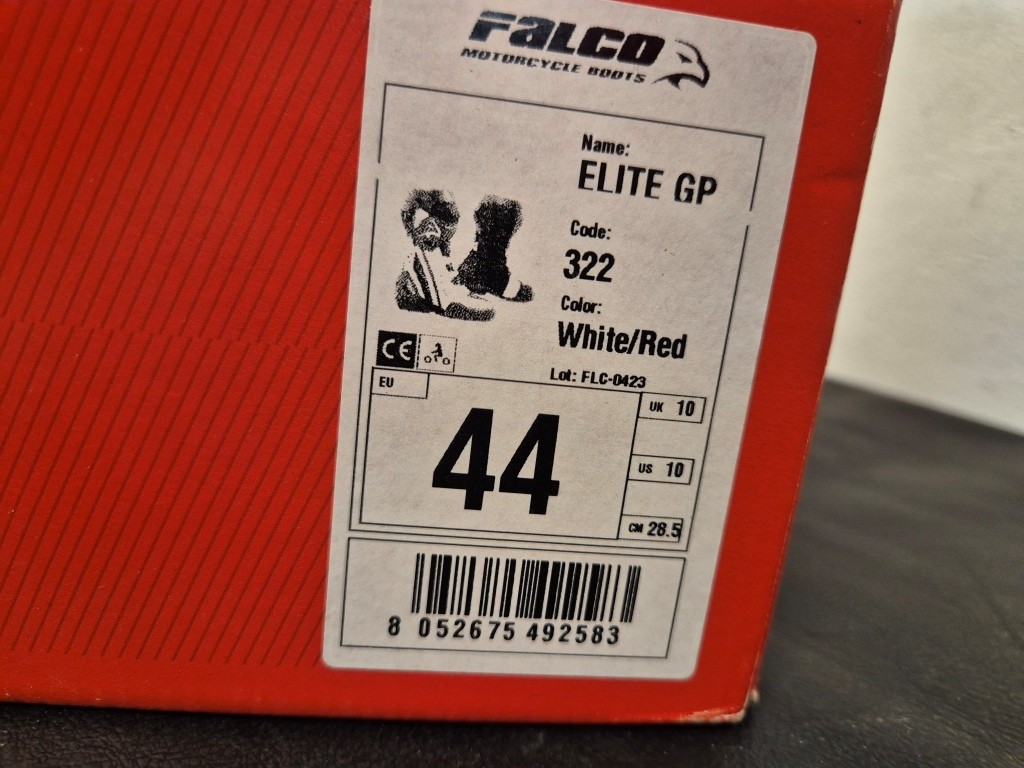 FALCO
MOTORCYCLE BOOTS
Name:
ELITE GP
Code:
322
Color:
White/Red
Lot: FLC-0423
CE
EU
44
UK 10
US 10
CM 28.5
8 052675 492583